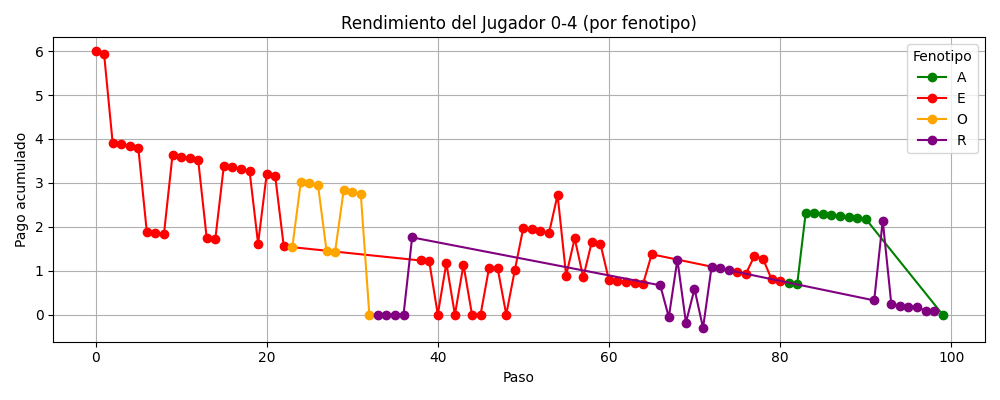 Rendimiento del Jugador 0-4 (por fenotipo)
Pago acumulado
6
5
4
3
2
1
0
Fenotipo
A
E
O
R
0
20
40
60
80
100
Paso